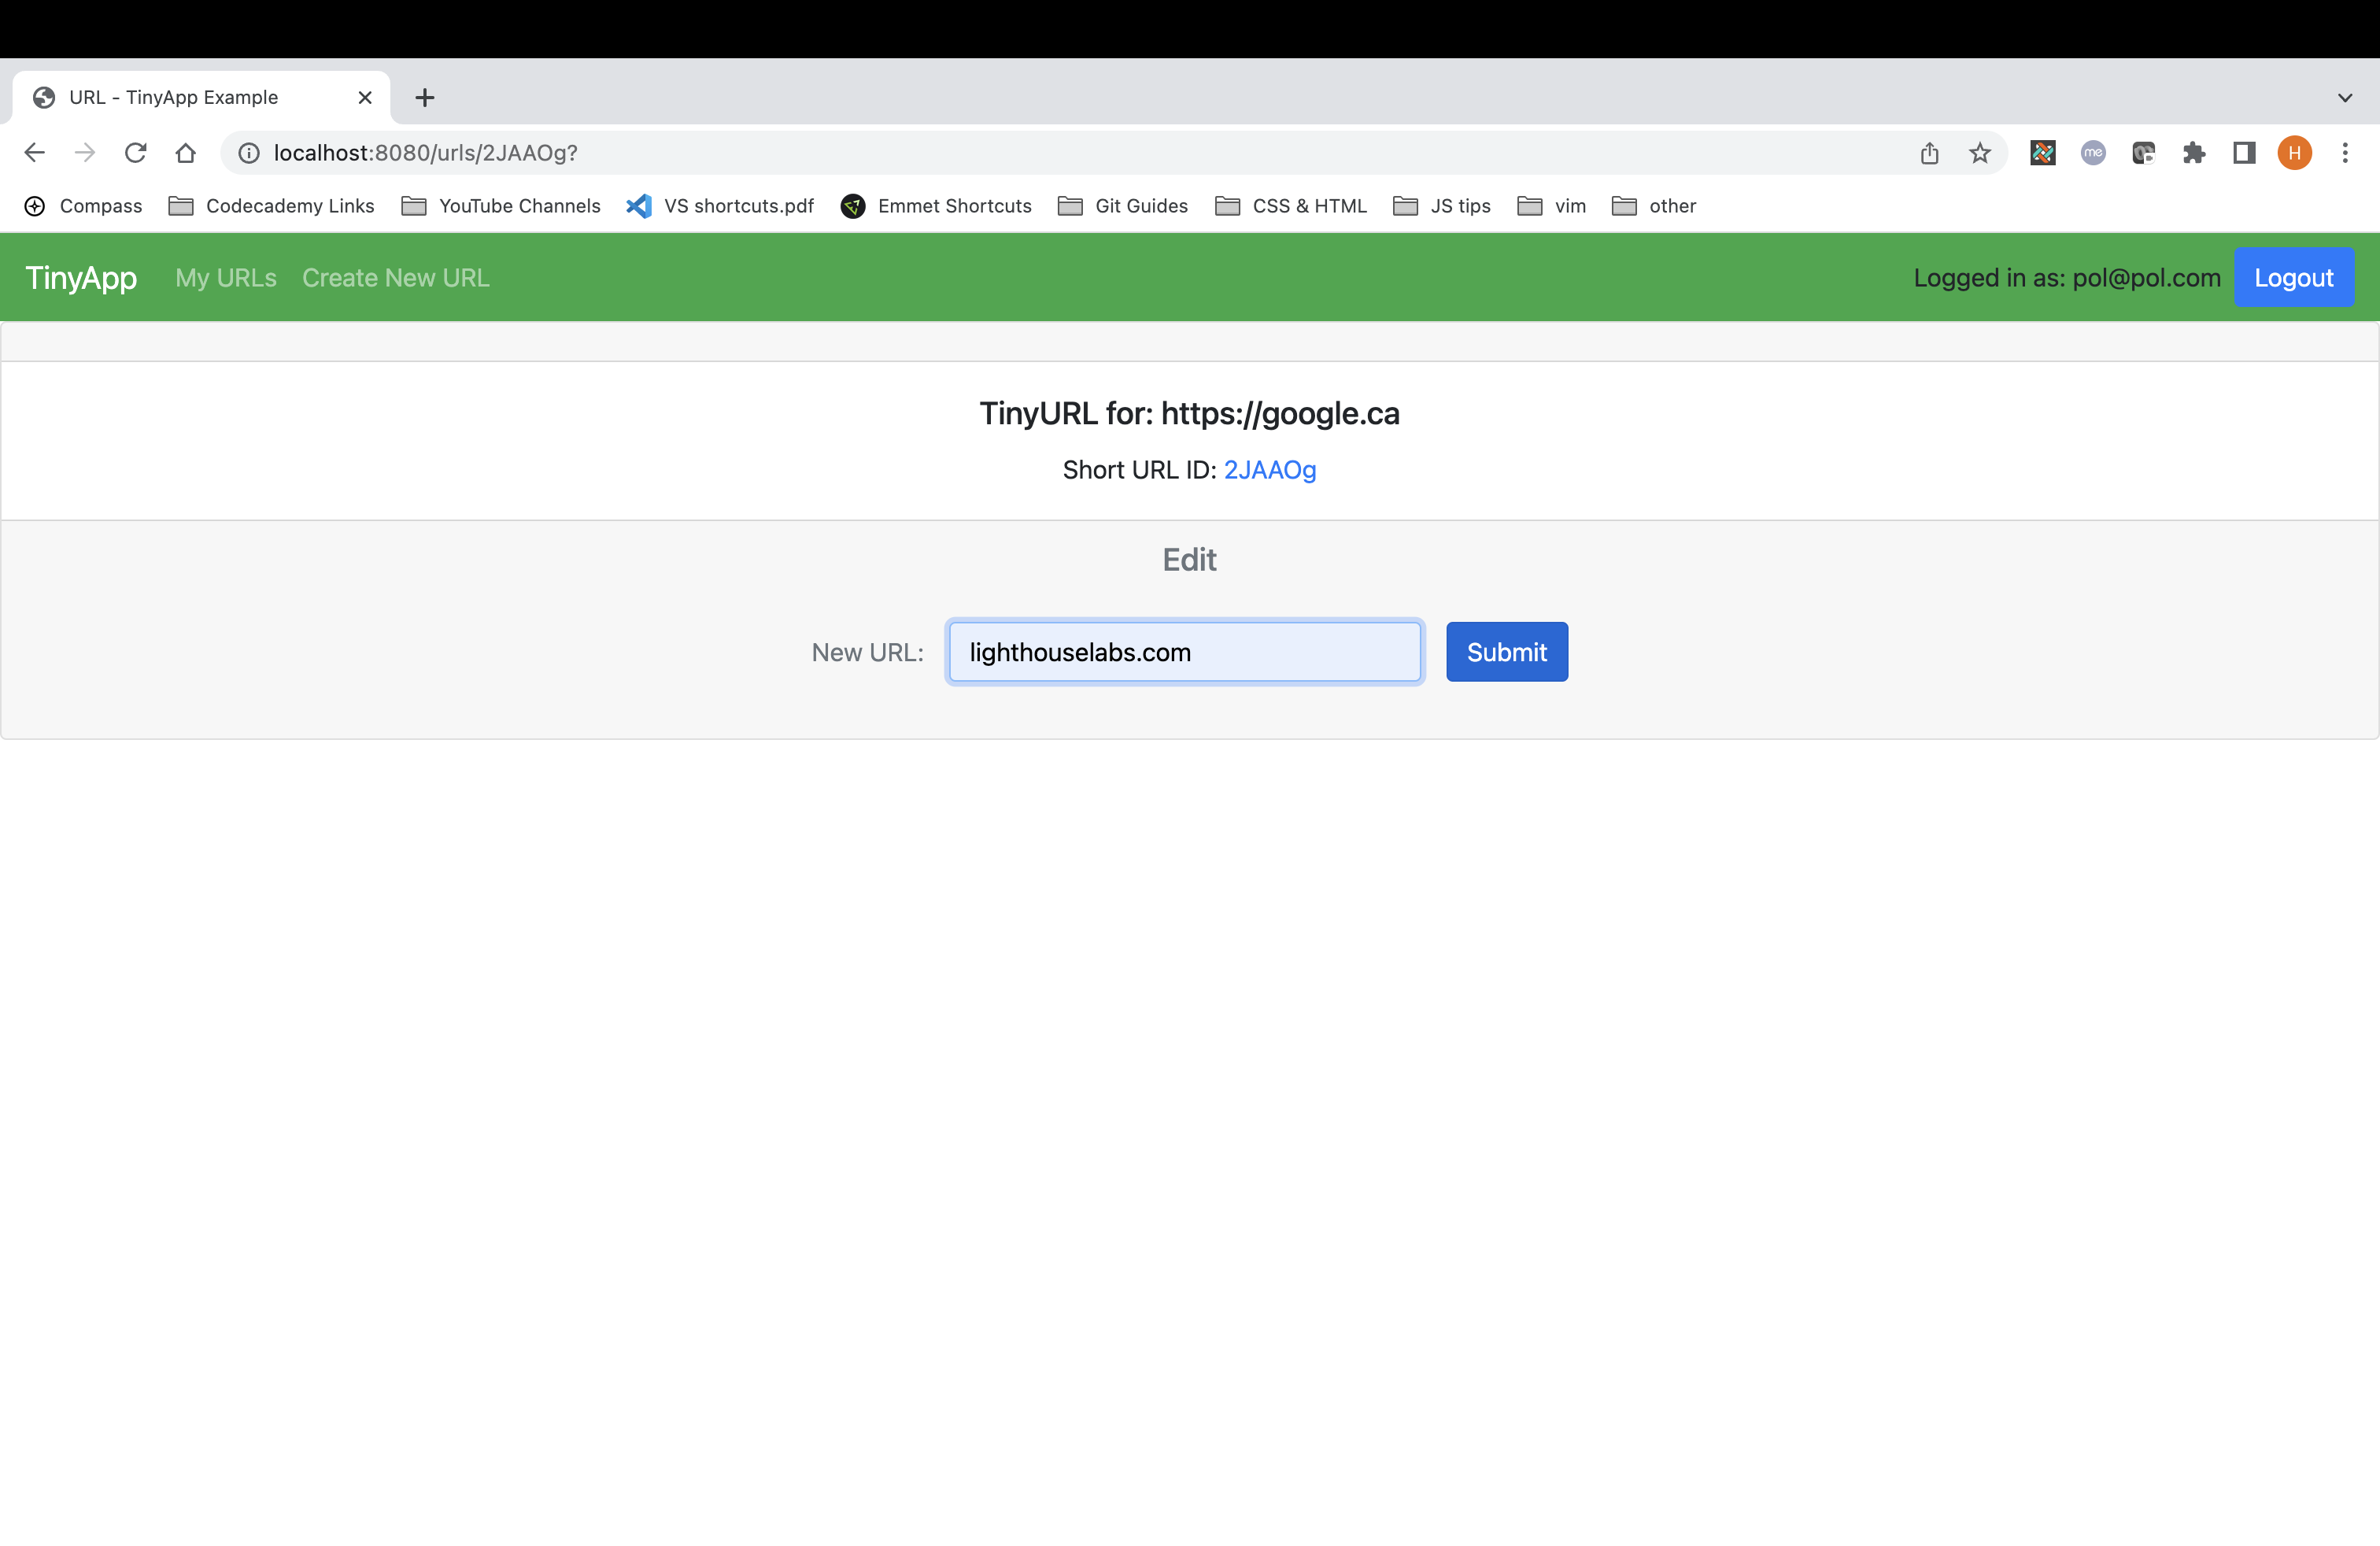 URL - TinyApp Example
localhost:8080/urls/2JAAOg?
me
H
Compass Codecademy Links YouTube Channels VS shortcuts.pdf Emmet Shortcuts Git Guides CSS & HTML JS tips vim other
TinyApp My URLs Create New URL Logged in as: pol@pol.com Logout
TinyURL for: https://google.ca
Short URL ID: 2JAAOg
Edit
New URL: lighthouselabs.com Submit